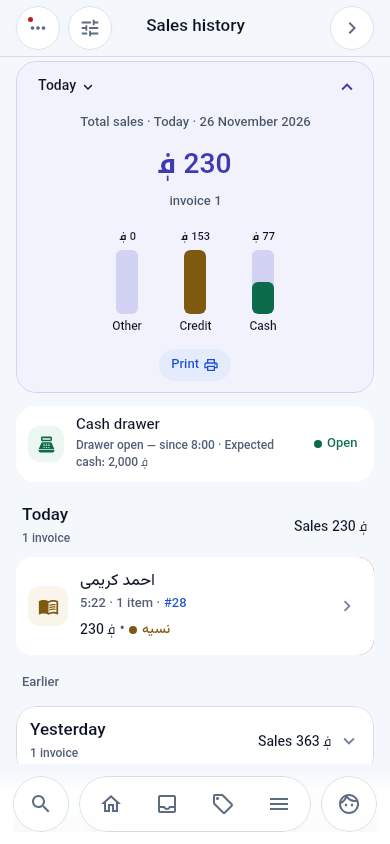 Sales history
Today
Total sales · Today · 26 November 2026
230 ؋
invoice 1
0 ؋
153 ؋
77 ؋
Other
Credit
Cash
Print
Cash drawer
Drawer open — since 8:00 · Expected
cash: 2,000 ؋
Open
Today
1 invoice
Sales 230 ؋
احمد کریمی
5:22 · 1 item · #28
230 ؋ • نسیه
Earlier
Yesterday
1 invoice
Sales 363 ؋